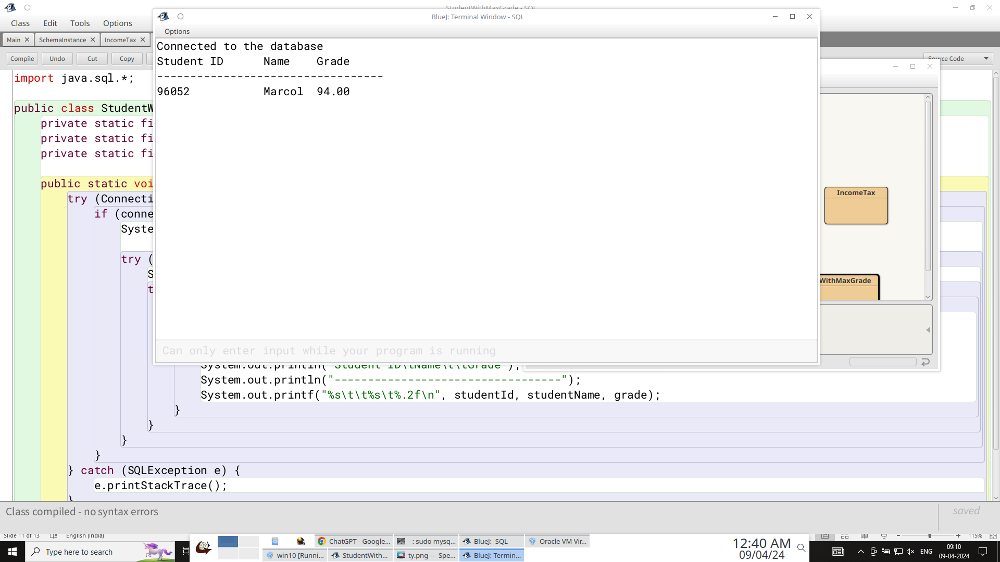 StudentWithMaxGrade - SQL
Class Edit Tools Options
BlueJ: Terminal Window - SQL
Options
Main SchemaInstance IncomeTax
Compile Undo Cut Copy
Source Code
Connected to the database
Student ID Name Grade
----------------------------------
96052 Marcol 94.00
import java.sql.*;
public class StudentW
private static fi
private static fi
private static fi
public static voi
try (Connecti
if (conne
Syste
try (
S
t
IncomeTax
WithMaxGrade
Can only enter input while your program is running
System.out.println("Student ID\tName\t\tGrade");
System.out.println("----------------------------------");
System.out.printf("%s\t\t%s\t%.2f\n", studentId, studentName, grade);
}
}
}
}
} catch (SQLException e) {
e.printStackTrace();
}
Class compiled - no syntax errors
saved
Slide 11 of 13 English (India)
115%
Type here to search
ChatGPT - Google...
- : sudo mysq...
BlueJ: SQL
Oracle VM Vir...
win10 [Runni...
StudentWith...
ty.png — Spe...
BlueJ: Termin...
12:40 AM
09/04/24
ENG
09:10
09-04-2024